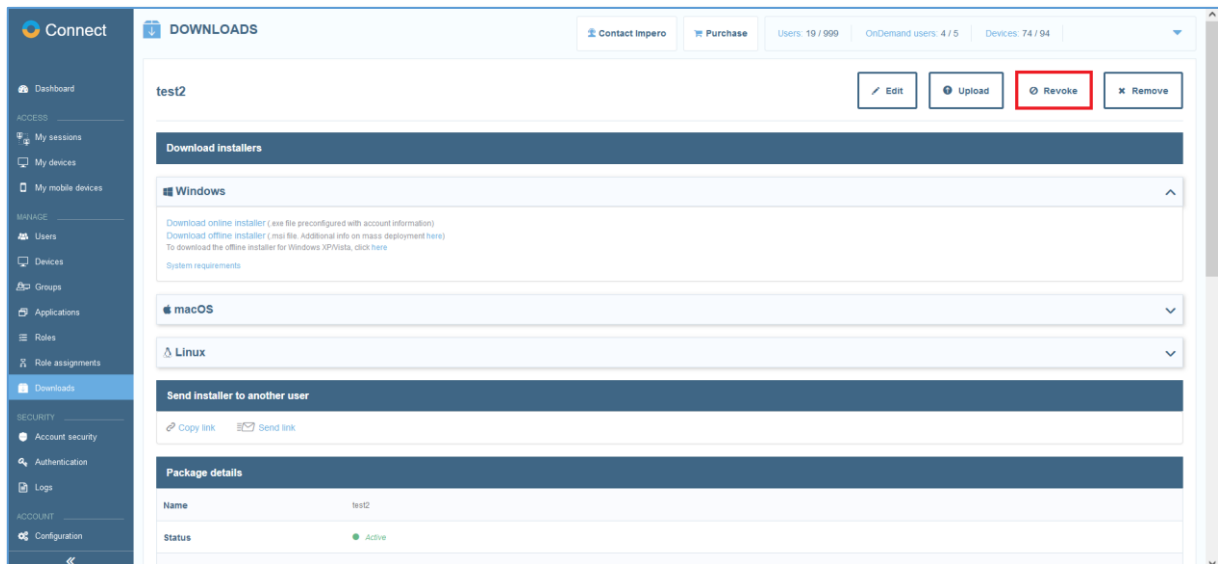 Connect
DOWNLOADS
Contact Impero
Purchase
Users: 19 / 999
OnDemand users: 4 / 5
Devices: 74 / 94
Dashboard
ACCESS
My sessions
My devices
My mobile devices
MANAGE
Users
Devices
Groups
Applications
Roles
Role assignments
Downloads
SECURITY
Account security
Authentication
Logs
ACCOUNT
Configuration
test2
Edit
Upload
Revoke
Remove
Download installers
Windows
Download online installer (.exe file preconfigured with account information)
Download offline installer (.msi file. Additional info on mass deployment here)
To download the offline installer for Windows XP/Vista, click here
System requirements
macOS
Linux
Send installer to another user
Copy link
Send link
Package details
Name test2
Status Active